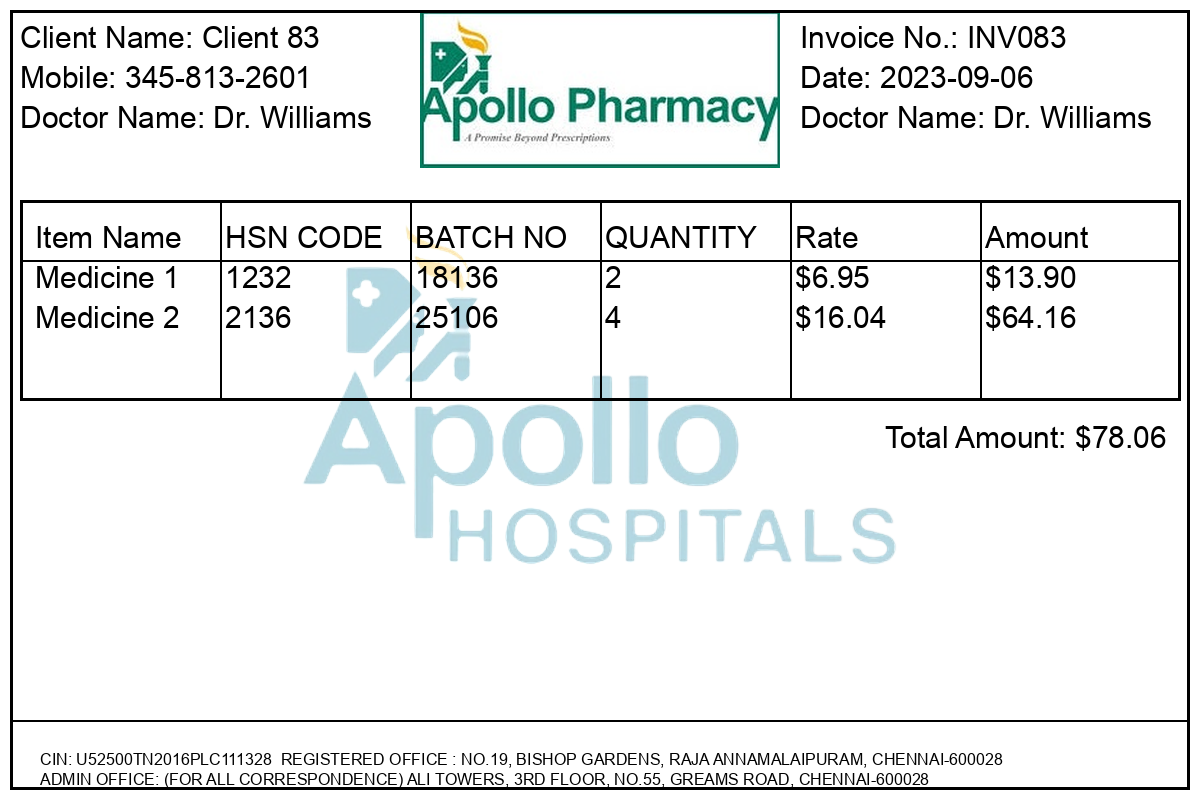 Client Name: Client 83
Mobile: 345-813-2601
Doctor Name: Dr. Williams
Apollo Pharmacy
A Promise Beyond Prescriptions
Invoice No.: INV083
Date: 2023-09-06
Doctor Name: Dr. Williams
Item Name HSN CODE BATCH NO QUANTITY Rate Amount
Medicine 1 1232 18136 2 $6.95 $13.90
Medicine 2 2136 25106 4 $16.04 $64.16
Total Amount: $78.06
Apollo
HOSPITALS
CIN: U52500TN2016PLC111328 REGISTERED OFFICE : NO.19, BISHOP GARDENS, RAJA ANNAMALAIPURAM, CHENNAI-600028
ADMIN OFFICE: (FOR ALL CORRESPONDENCE) ALI TOWERS, 3RD FLOOR, NO.55, GREAMS ROAD, CHENNAI-600028